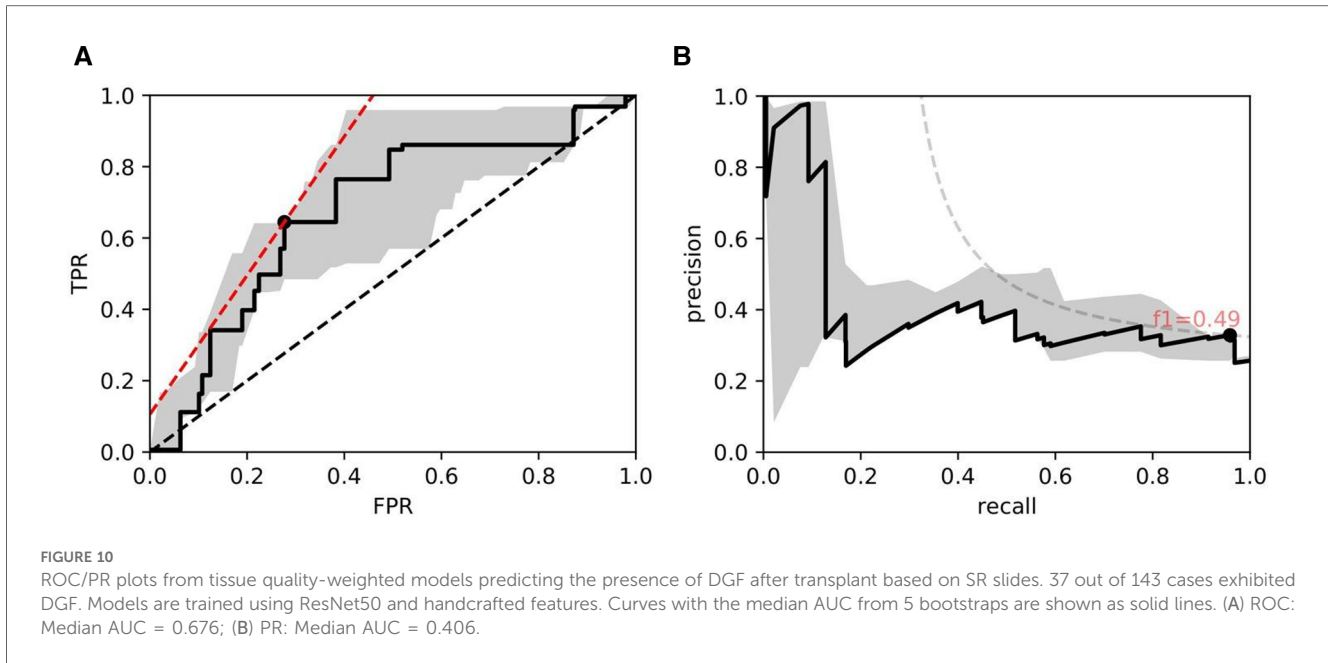 A
B
1.0
0.8
0.6
0.4
0.2
0.0
TPR
0.0 0.2 0.4 0.6 0.8 1.0
FPR
1.0
0.8
0.6
0.4
0.2
0.0
precision
f1=0.49
0.0 0.2 0.4 0.6 0.8 1.0
recall
FIGURE 10
ROC/PR plots from tissue quality-weighted models predicting the presence of DGF after transplant based on SR slides. 37 out of 143 cases exhibited
DGF. Models are trained using ResNet50 and handcrafted features. Curves with the median AUC from 5 bootstraps are shown as solid lines. (A) ROC:
Median AUC = 0.676; (B) PR: Median AUC = 0.406.